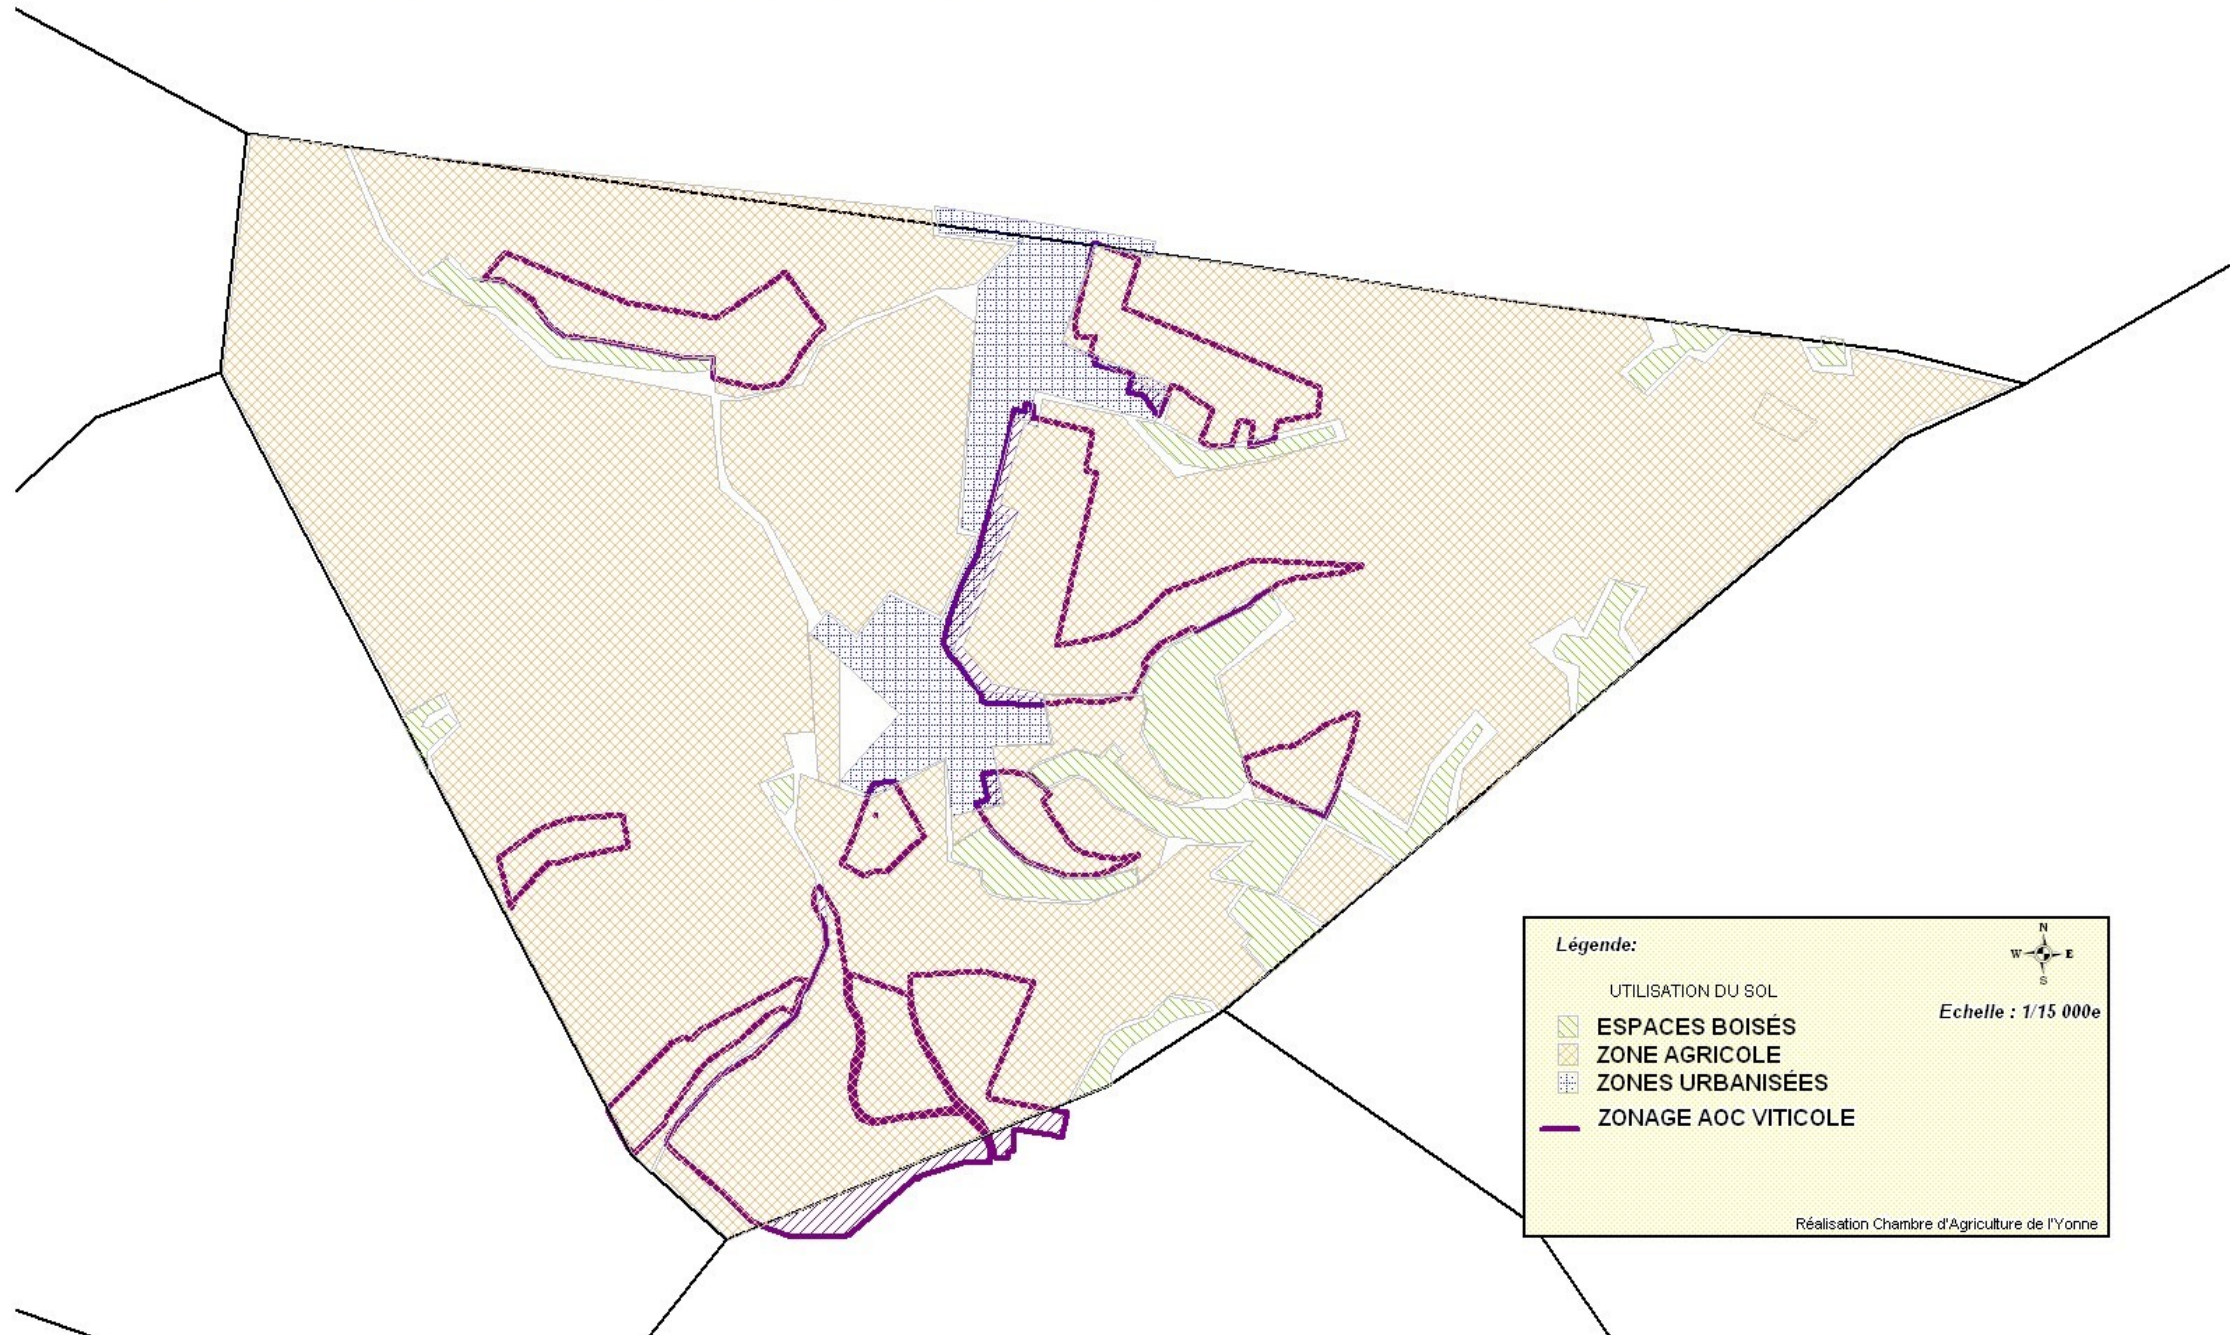 Légende:
N
W E
S
UTILISATION DU SOL
Echelle : 1/15 000e
ESPACES BOISÉS
ZONE AGRICOLE
ZONES URBANISÉES
ZONAGE AOC VITICOLE
Réalisation Chambre d'Agriculture de l'Yonne